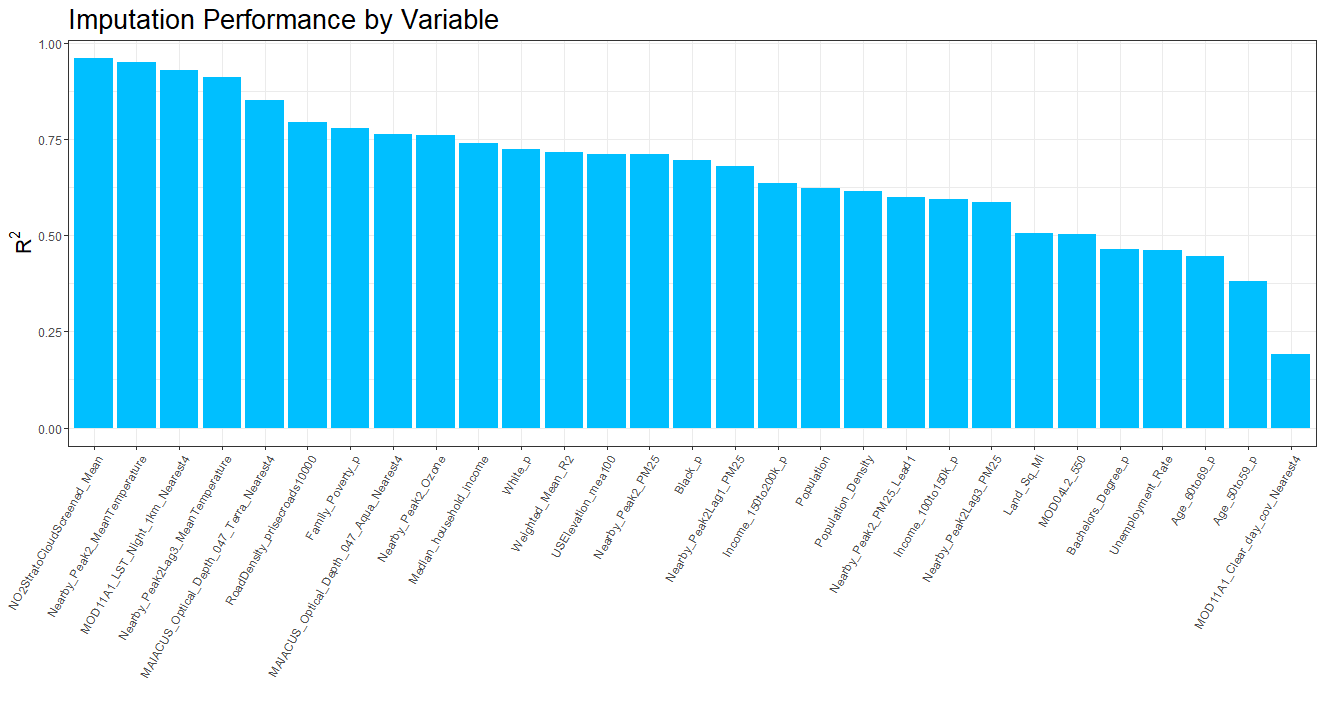 Imputation Performance by Variable
R2
1.00
0.75
0.50
0.25
0.00
NO2StratoCloudScreened_Mean
Nearby_Peak2_MeanTemperature
MOD11A1_LST_Night_1km_Nearest4
Nearby_Peak2Lag3_MeanTemperature
MAIACUS_Optical_Depth_047_Terra_Nearest4
RoadDensity_prisecroads10000
Family_Poverty_p
MAIACUS_Optical_Depth_047_Aqua_Nearest4
Nearby_Peak2_Ozone
Median_household_income
White_p
Weighted_Mean_R2
USElevation_mea100
Nearby_Peak2_PM25
Black_p
Nearby_Peak2Lag1_PM25
Income_150to200k_p
Population
Population_Density
Nearby_Peak2_PM25_Lead1
Income_100to150k_p
Nearby_Peak2Lag3_PM25
Land_Sq_Mi
MOD04L2_550
Bachelors_Degree_p
Unemployment_Rate
Age_60to69_p
Age_50to59_p
MOD11A1_Clear_day_cov_Nearest4